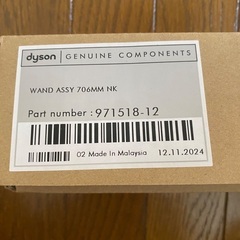 dyson GENUINE COMPONENTS
WAND ASSY 706MM NK
Part number : 971518-12
02 Made In Malaysia 12.11.2024